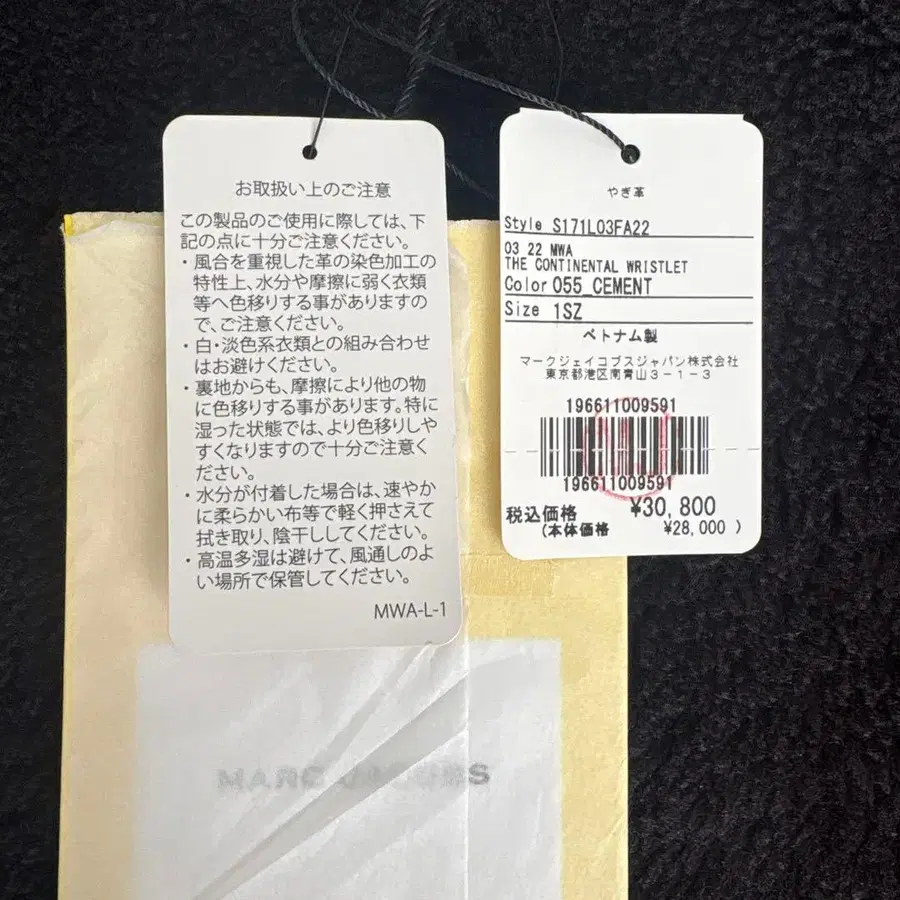 お取扱い上のご注意
この製品のご使用に際しては、下
記の点に十分ご注意ください。
・風合を重視した革の染色加工の
特性上、水分や摩擦に弱く衣類
等へ色移りする事がありますの
で、ご注意ください。
・白・淡色系衣類との組み合わせ
はお避けください。
・裏地からも、摩擦により他の物
に色移りする事があります。特に
湿った状態では、より色移りしや
すくなりますので十分ご注意く
ださい。
・水分が付着した場合は、速やか
に柔らかい布等で軽く押さえて
拭き取り、陰干ししてください。
・高温多湿は避けて、風通しのよ
い場所で保管してください。
MWA-L-1
やぎ革
Style S171L03FA22
03 22 MWA
THE CONTINENTAL WRISTLET
Color 055_CEMENT
Size 1SZ
ベトナム製
マークジェイコブスジャパン株式会社
東京都港区南青山3-1-3
196611009591
196611009591
税込価格 ¥30,800
(本体価格 ¥28,000 )
MARC JACOBS